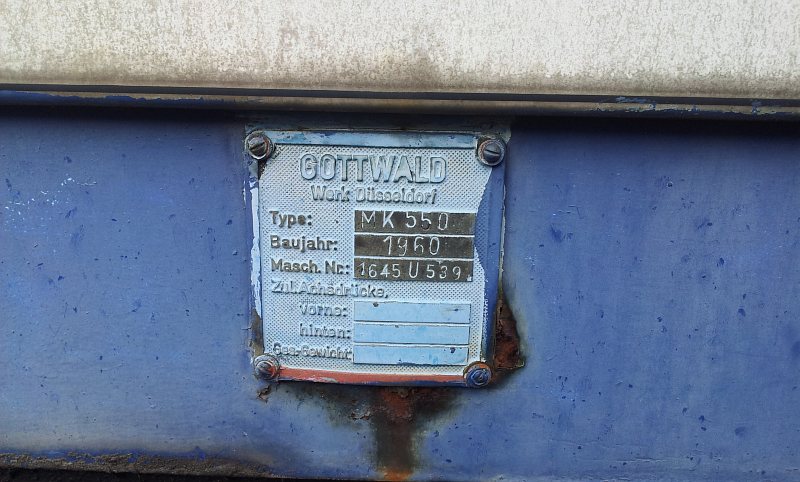 GOTTWALD
Werk Düsseldorf
Type: MK 550
Baujahr: 1960
Masch. Nr.: 1645 U 539
Zul. Achsdrücke,
vorne:
hinten:
Ges. Gewicht: